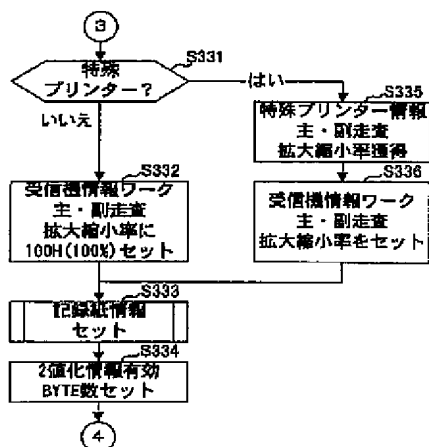 3
S331
特殊
プリンター?
はい
いいえ
S335
特殊プリンター情報
主・副走査
拡大縮小率獲得
S332
受信機情報ワーク
主・副走査
拡大縮小率に
100H(100%)セット
S336
受信機情報ワーク
主・副走査
拡大縮小率をセット
S333
記録紙情報
セット
S334
2値化情報有効
BYTE数セット
4